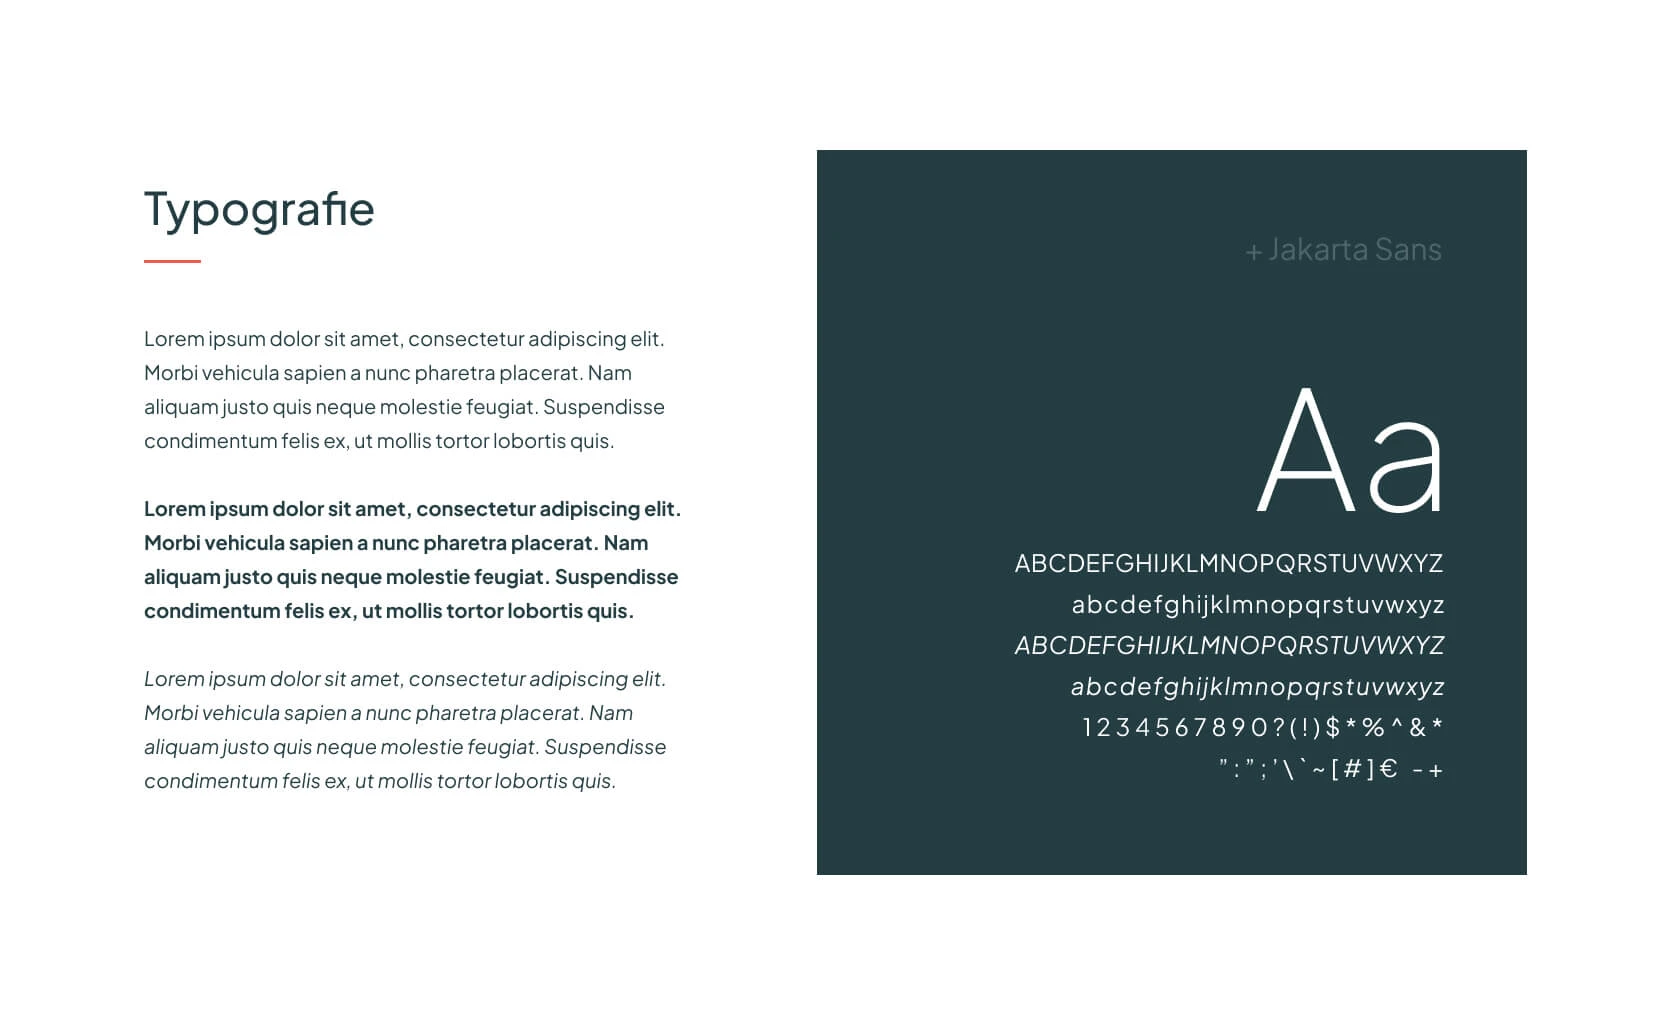 Typografie
Lorem ipsum dolor sit amet, consectetur adipiscing elit.
Morbi vehicula sapien a nunc pharetra placerat. Nam
aliquam justo quis neque molestie feugiat. Suspendisse
condimentum felis ex, ut mollis tortor lobortis quis.
Lorem ipsum dolor sit amet, consectetur adipiscing elit.
Morbi vehicula sapien a nunc pharetra placerat. Nam
aliquam justo quis neque molestie feugiat. Suspendisse
condimentum felis ex, ut mollis tortor lobortis quis.
Lorem ipsum dolor sit amet, consectetur adipiscing elit.
Morbi vehicula sapien a nunc pharetra placerat. Nam
aliquam justo quis neque molestie feugiat. Suspendisse
condimentum felis ex, ut mollis tortor lobortis quis.
+ Jakarta Sans
Aa
ABCDEFGHIJKLMNOPQRSTUVWXYZ
abcdefghijklmnopqrstuvwxyz
ABCDEFGHIJKLMNOPQRSTUVWXYZ
abcdefghijklmnopqrstuvwxyz
1234567890?(!)$*%^&*
”:”;’\`~[#]€ -+